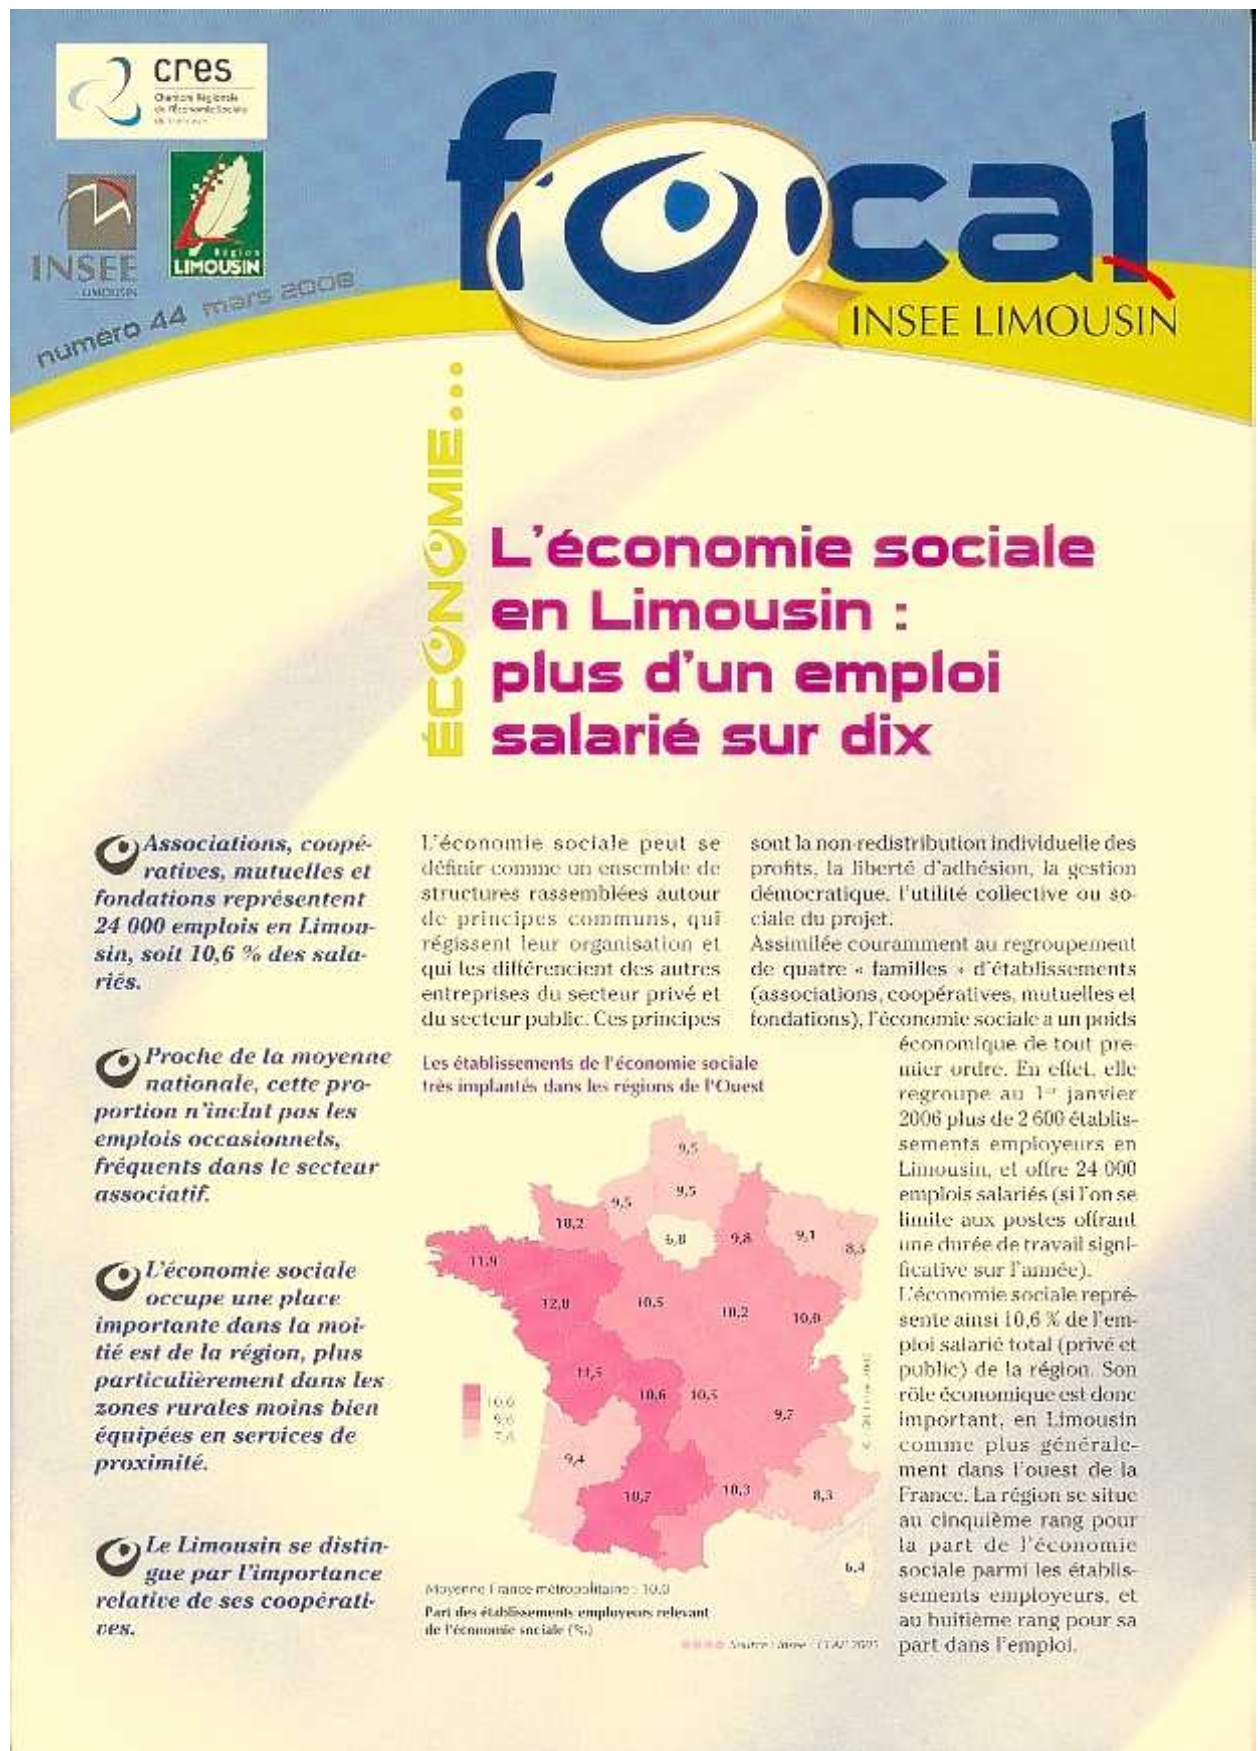 cres
Chambre Régionale
de l'Économie Sociale
INSEE
LIMOUSIN
Région
LIMOUSIN
numéro 44 mars 2008
focal
INSEE LIMOUSIN
ÉCONOMIE...
L'économie sociale
en Limousin :
plus d'un emploi
salarié sur dix
Associations, coopé-
ratives, mutuelles et
fondations représentent
24 000 emplois en Limou-
sin, soit 10,6 % des sala-
riés.
Proche de la moyenne
nationale, cette pro-
portion n'inclut pas les
emplois occasionnels,
fréquents dans le secteur
associatif.
L'économie sociale
occupe une place
importante dans la moi-
tié est de la région, plus
particulièrement dans les
zones rurales moins bien
équipées en services de
proximité.
Le Limousin se distin-
gue par l'importance
relative de ses coopérati-
ves.
L'économie sociale peut se
définir comme un ensemble de
structures rassemblées autour
de principes communs, qui
régissent leur organisation et
qui les différencient des autres
entreprises du secteur privé et
du secteur public. Ces principes
sont la non-redistribution individuelle des
profits, la liberté d'adhésion, la gestion
démocratique, l'utilité collective ou so-
ciale du projet.
Assimilée couramment au regroupement
de quatre « familles » d'établissements
(associations, coopératives, mutuelles et
fondations), l'économie sociale a un poids
économique de tout pre-
mier ordre. En effet, elle
regroupe au 1er janvier
2006 plus de 2 600 établis-
sements employeurs en
Limousin, et offre 24 000
emplois salariés (si l'on se
limite aux postes offrant
une durée de travail signi-
ficative sur l'année).
L'économie sociale repré-
sente ainsi 10,6 % de l'em-
ploi salarié total (privé et
public) de la région. Son
rôle économique est donc
important, en Limousin
comme plus générale-
ment dans l'ouest de la
France. La région se situe
au cinquième rang pour
la part de l'économie
sociale parmi les établis-
sements employeurs, et
au huitième rang pour sa
part dans l'emploi.
Les établissements de l'économie sociale
très implantés dans les régions de l'Ouest
9,5
9,5
9,5
10,2
6,8
9,8
9,1
8,5
11,9
12,0
10,5
10,2
10,0
11,5
10,6
10,5
9,7
10,6
9,6
7,8
9,4
10,7
10,3
8,3
6,4
Moyenne France métropolitaine : 10,0
Part des établissements employeurs relevant
de l'économie sociale (%)
Source : Insee - CLAP 2005